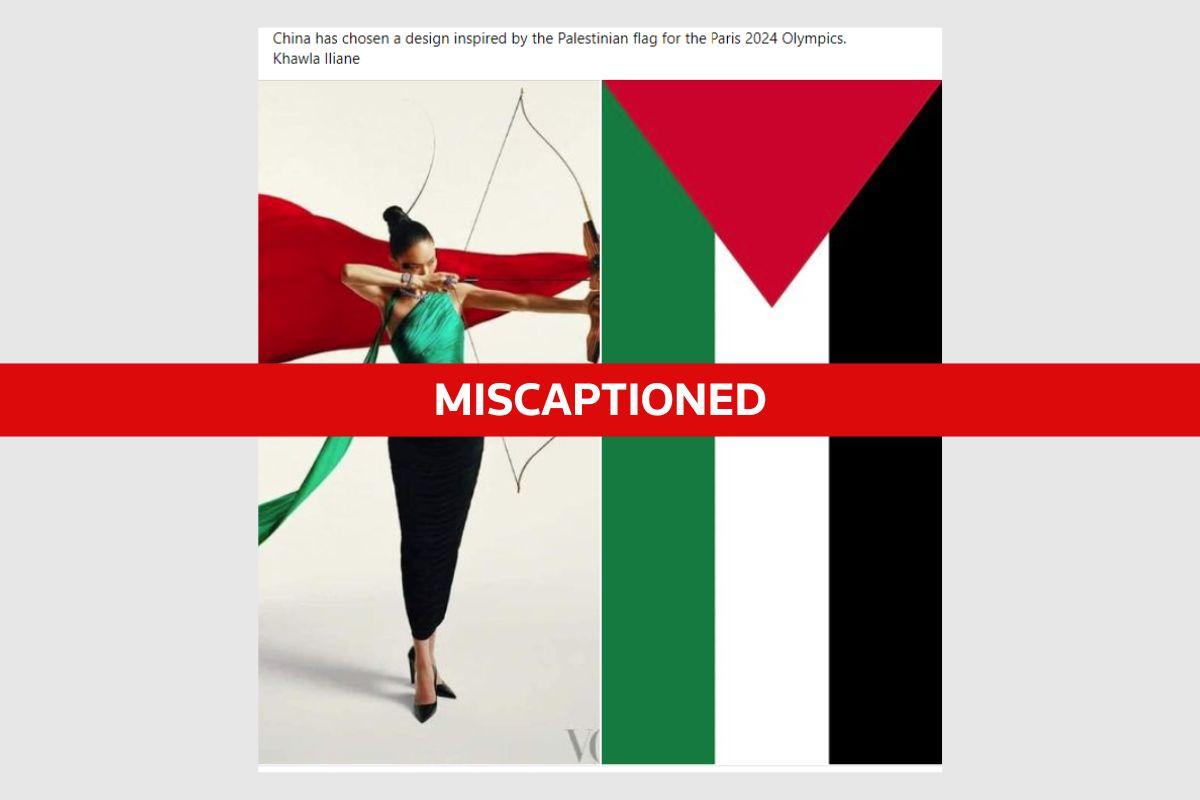 China has chosen a design inspired by the Palestinian flag for the Paris 2024 Olympics.
Khawla Iliane
MISCAPTIONED